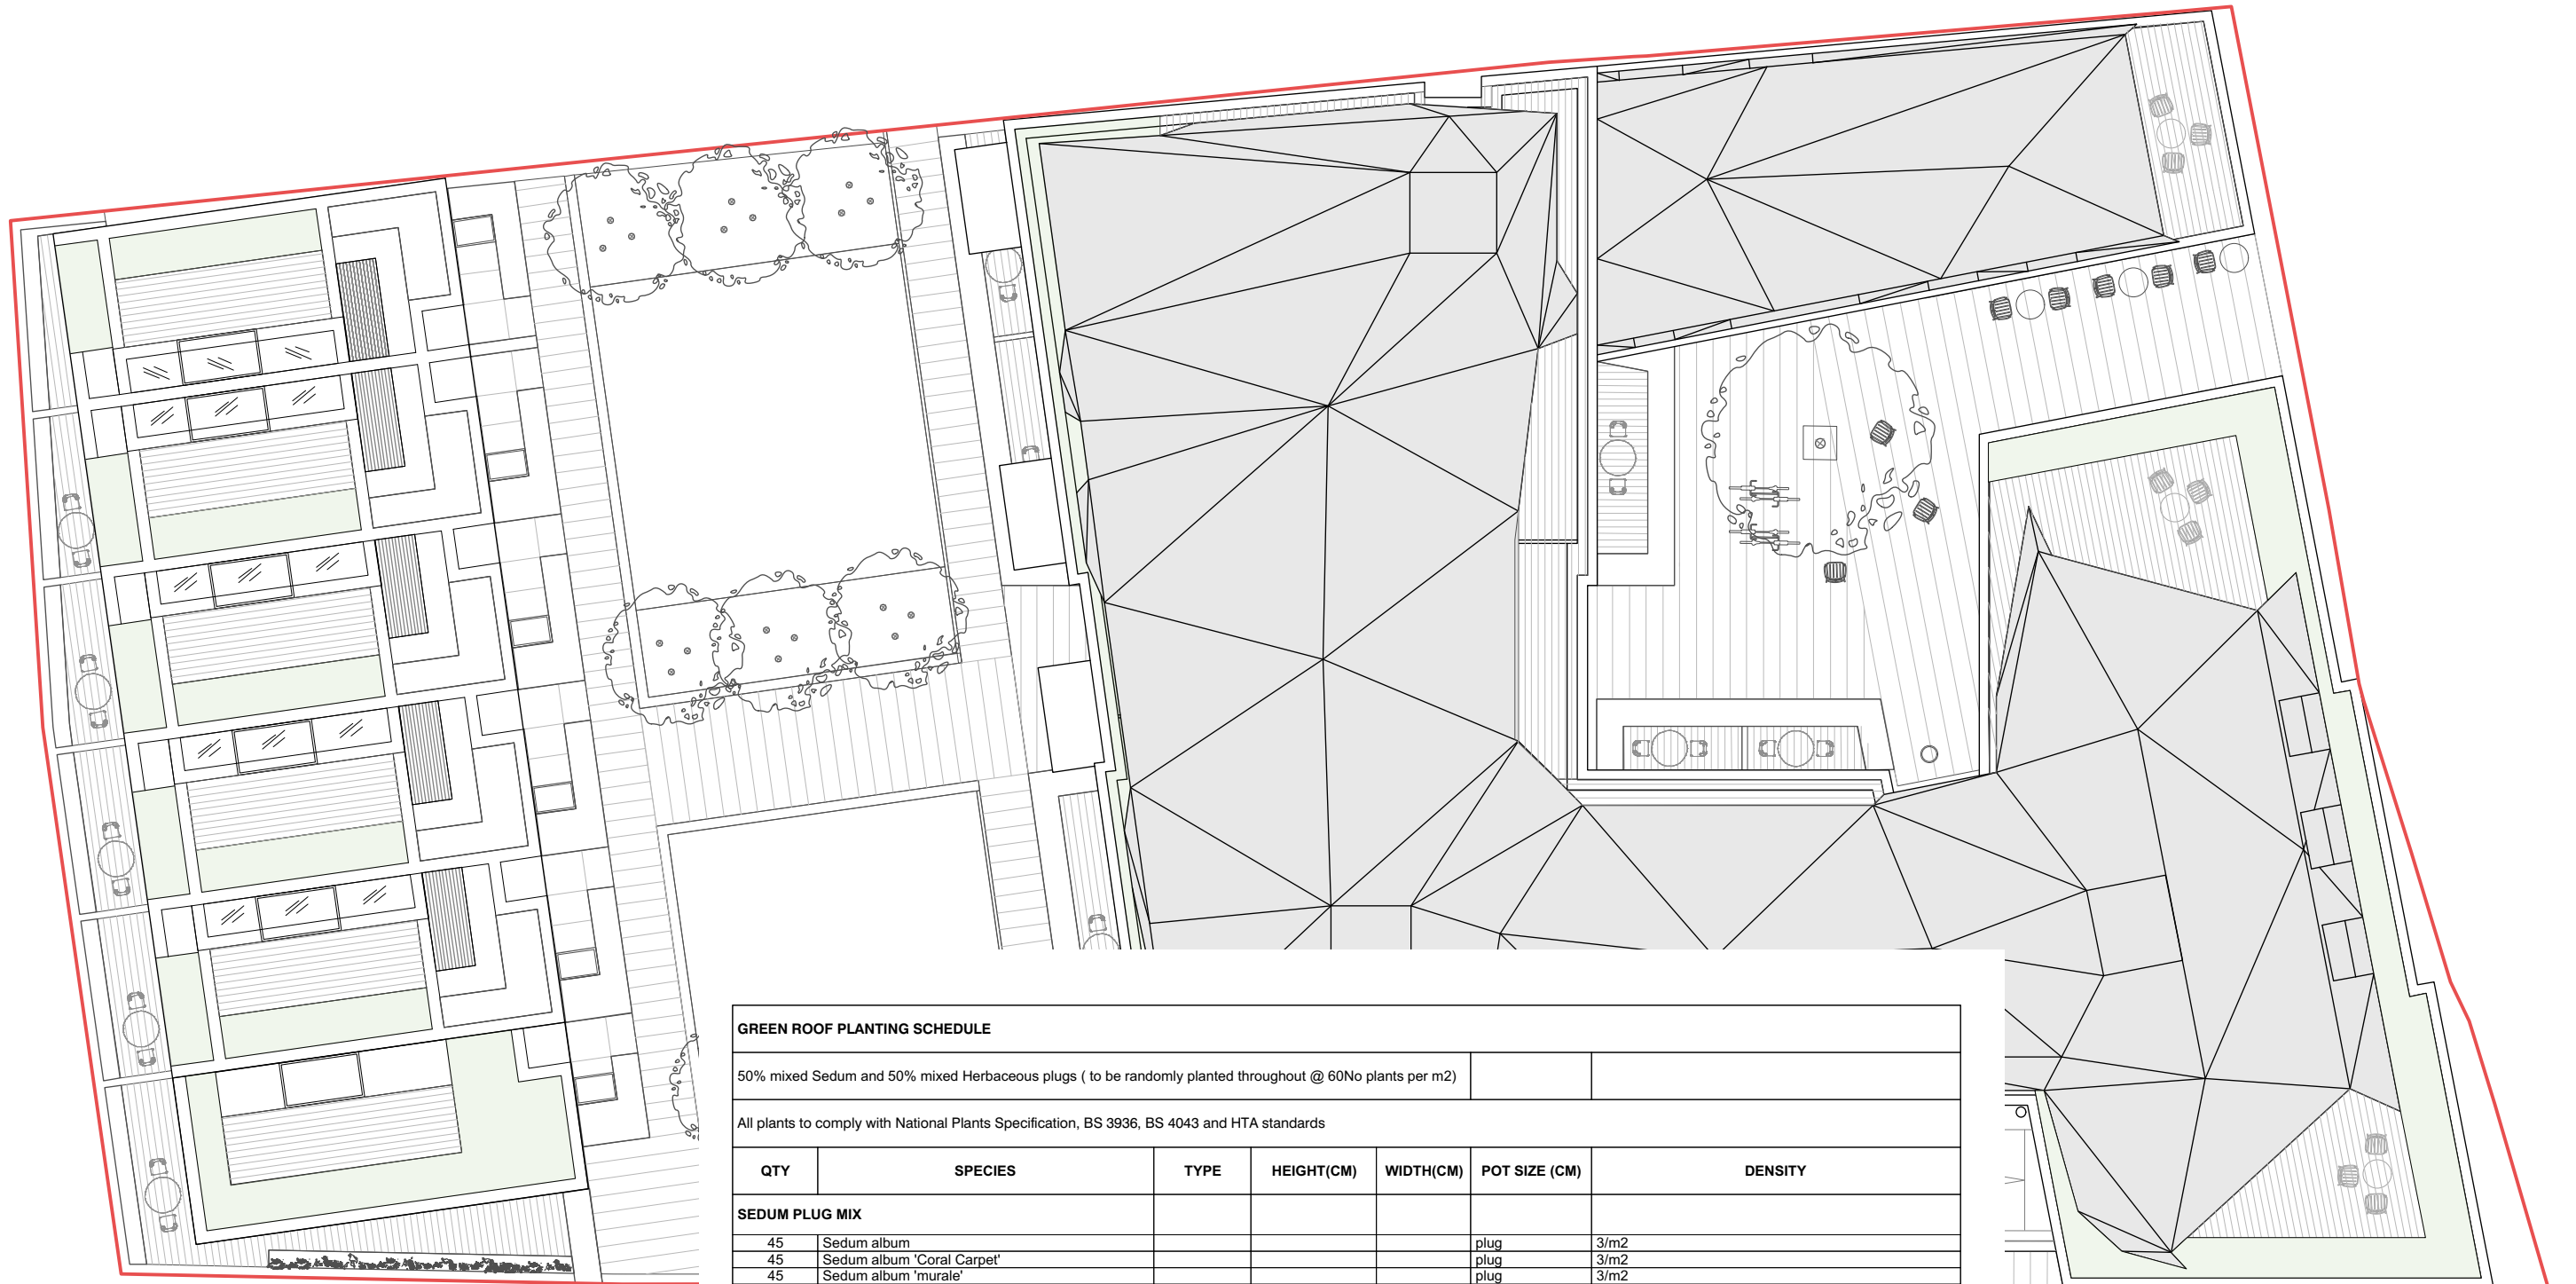 GREEN ROOF PLANTING SCHEDULE
50% mixed Sedum and 50% mixed Herbaceous plugs ( to be randomly planted throughout @ 60No plants per m2)
All plants to comply with National Plants Specification, BS 3936, BS 4043 and HTA standards
QTY SPECIES TYPE HEIGHT(CM) WIDTH(CM) POT SIZE (CM) DENSITY
SEDUM PLUG MIX
45 Sedum album plug 3/m2
45 Sedum album 'Coral Carpet' plug 3/m2
45 Sedum album 'murale' plug 3/m2